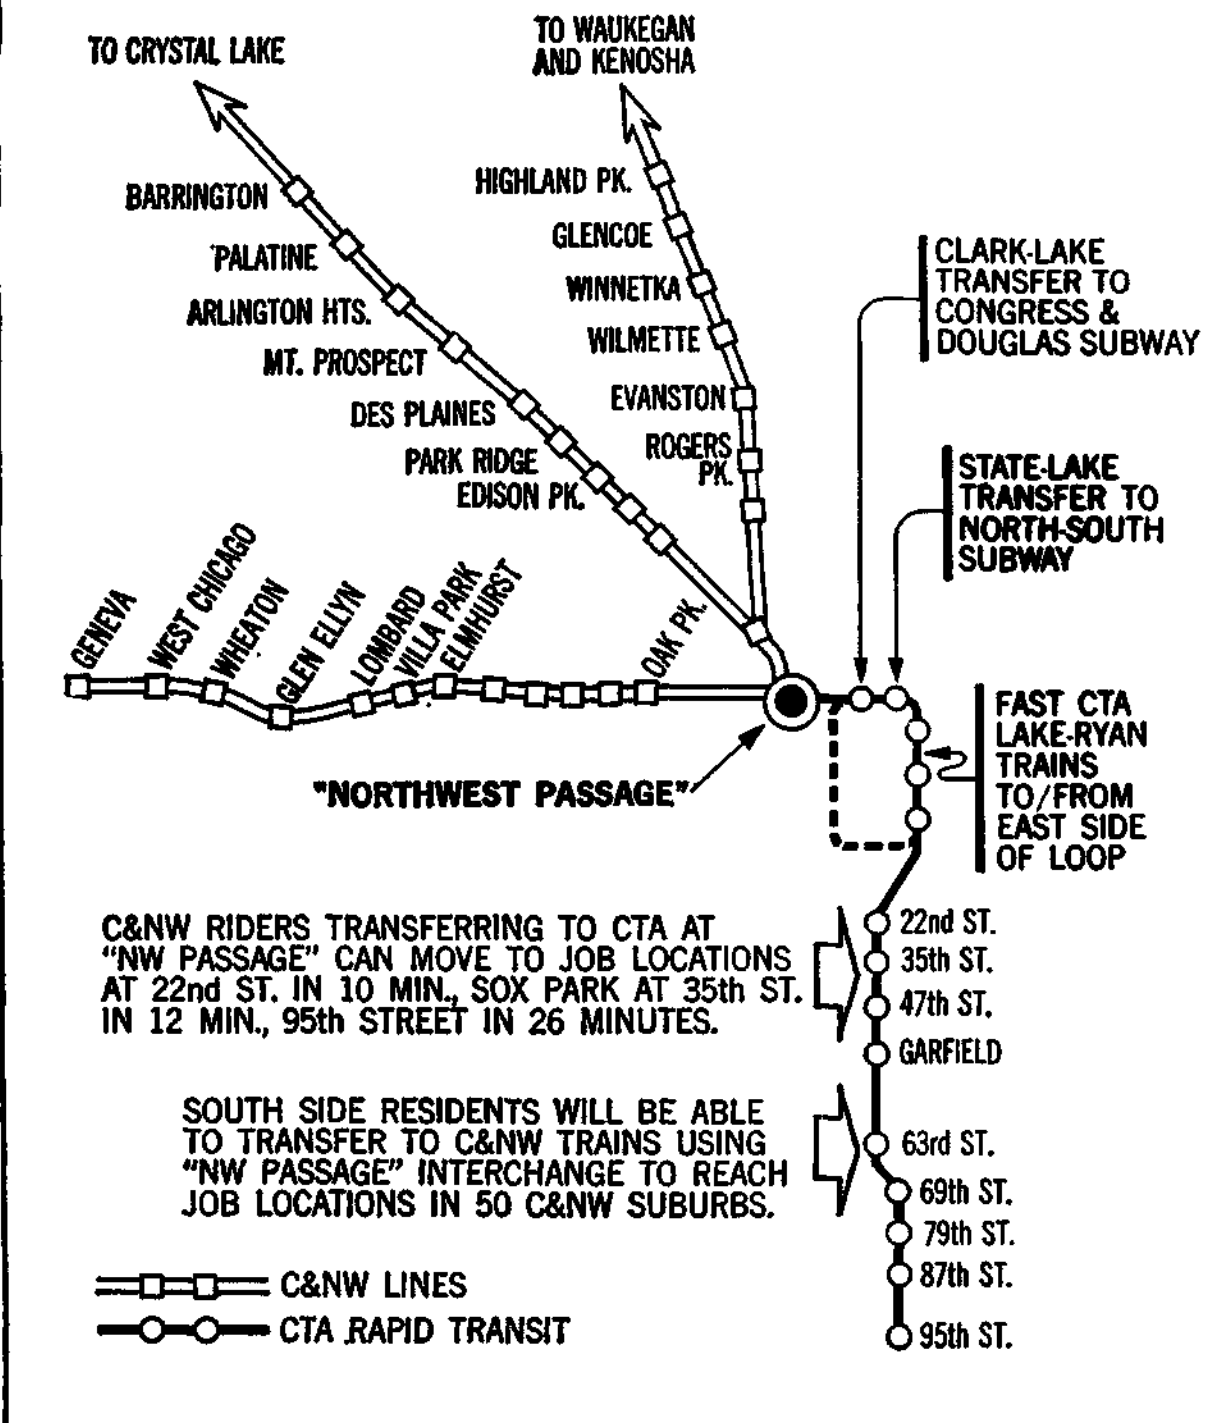 TO CRYSTAL LAKE
TO WAUKEGAN
AND KENOSHA
BARRINGTON
PALATINE
ARLINGTON HTS.
MT. PROSPECT
DES PLAINES
PARK RIDGE
EDISON PK.
HIGHLAND PK.
GLENCOE
WINNETKA
WILMETTE
EVANSTON
ROGERS
PK.
CLARK-LAKE
TRANSFER TO
CONGRESS &
DOUGLAS SUBWAY
STATE-LAKE
TRANSFER TO
NORTH-SOUTH
SUBWAY
GENEVA
WEST CHICAGO
WHEATON
GLEN ELLYN
LOMBARD
VILLA PARK
ELMHURST
OAK PK.
"NORTHWEST PASSAGE"
FAST CTA
LAKE-RYAN
TRAINS
TO/FROM
EAST SIDE
OF LOOP
C&NW RIDERS TRANSFERRING TO CTA AT
"NW PASSAGE" CAN MOVE TO JOB LOCATIONS
AT 22nd ST. IN 10 MIN., SOX PARK AT 35th ST.
IN 12 MIN., 95th STREET IN 26 MINUTES.
22nd ST.
35th ST.
47th ST.
GARFIELD
SOUTH SIDE RESIDENTS WILL BE ABLE
TO TRANSFER TO C&NW TRAINS USING
"NW PASSAGE" INTERCHANGE TO REACH
JOB LOCATIONS IN 50 C&NW SUBURBS.
63rd ST.
69th ST.
79th ST.
87th ST.
95th ST.
C&NW LINES
CTA RAPID TRANSIT